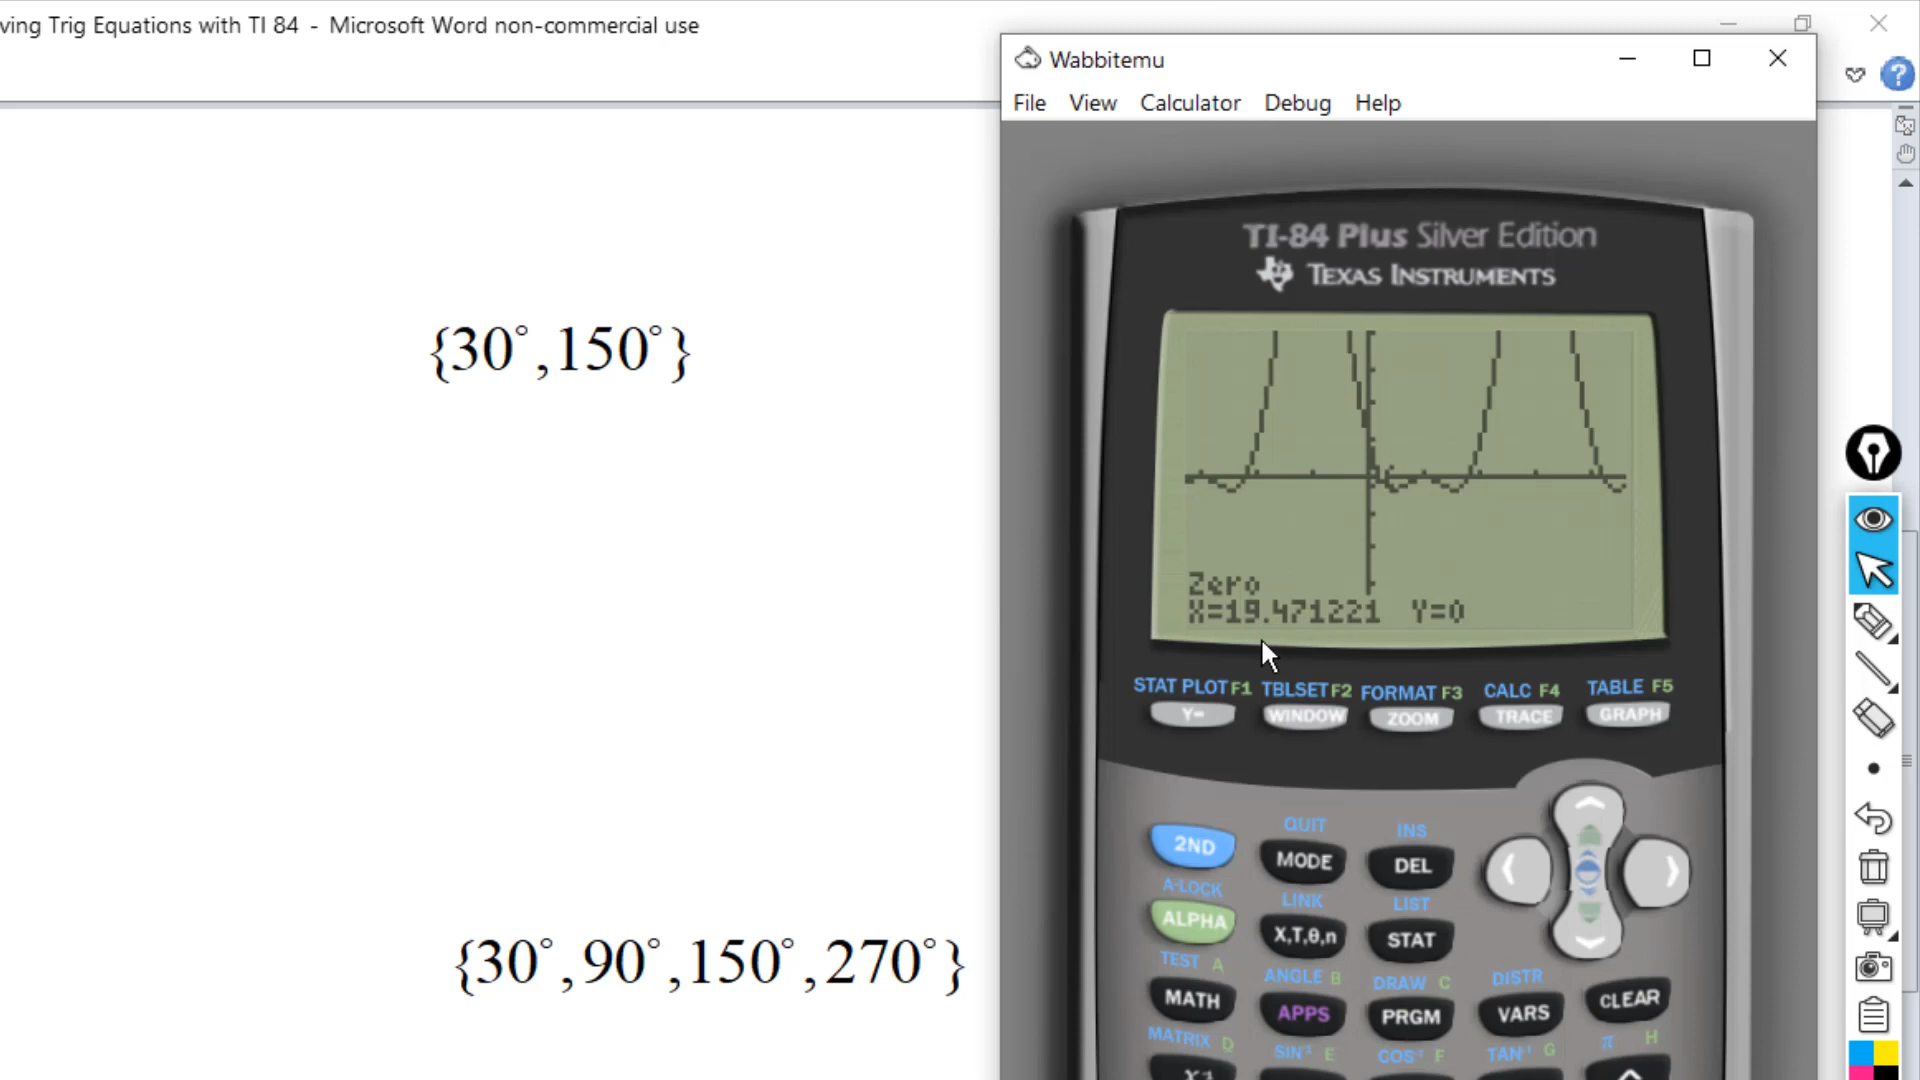 ving Trig Equations with TI 84 - Microsoft Word non-commercial use
Wabbitemu
File View Calculator Debug Help
?
TI-84 Plus Silver Edition
TEXAS INSTRUMENTS
{30°,150°}
Zero
X=19.471221 Y=0
STAT PLOT F1 TBLSET F2 FORMAT F3 CALC F4 TABLE F5
Y= WINDOW ZOOM TRACE GRAPH
QUIT INS
2ND MODE DEL
A-LOCK LINK LIST
ALPHA X,T,θ,n STAT
TEST A ANGLE B DRAW C DISTR
MATH APPS PRGM VARS CLEAR
{30°,90°,150°,270°}
MATRIX D SIN⁻¹ E COS⁻¹ F TAN⁻¹ G π H
X⁻¹ ^